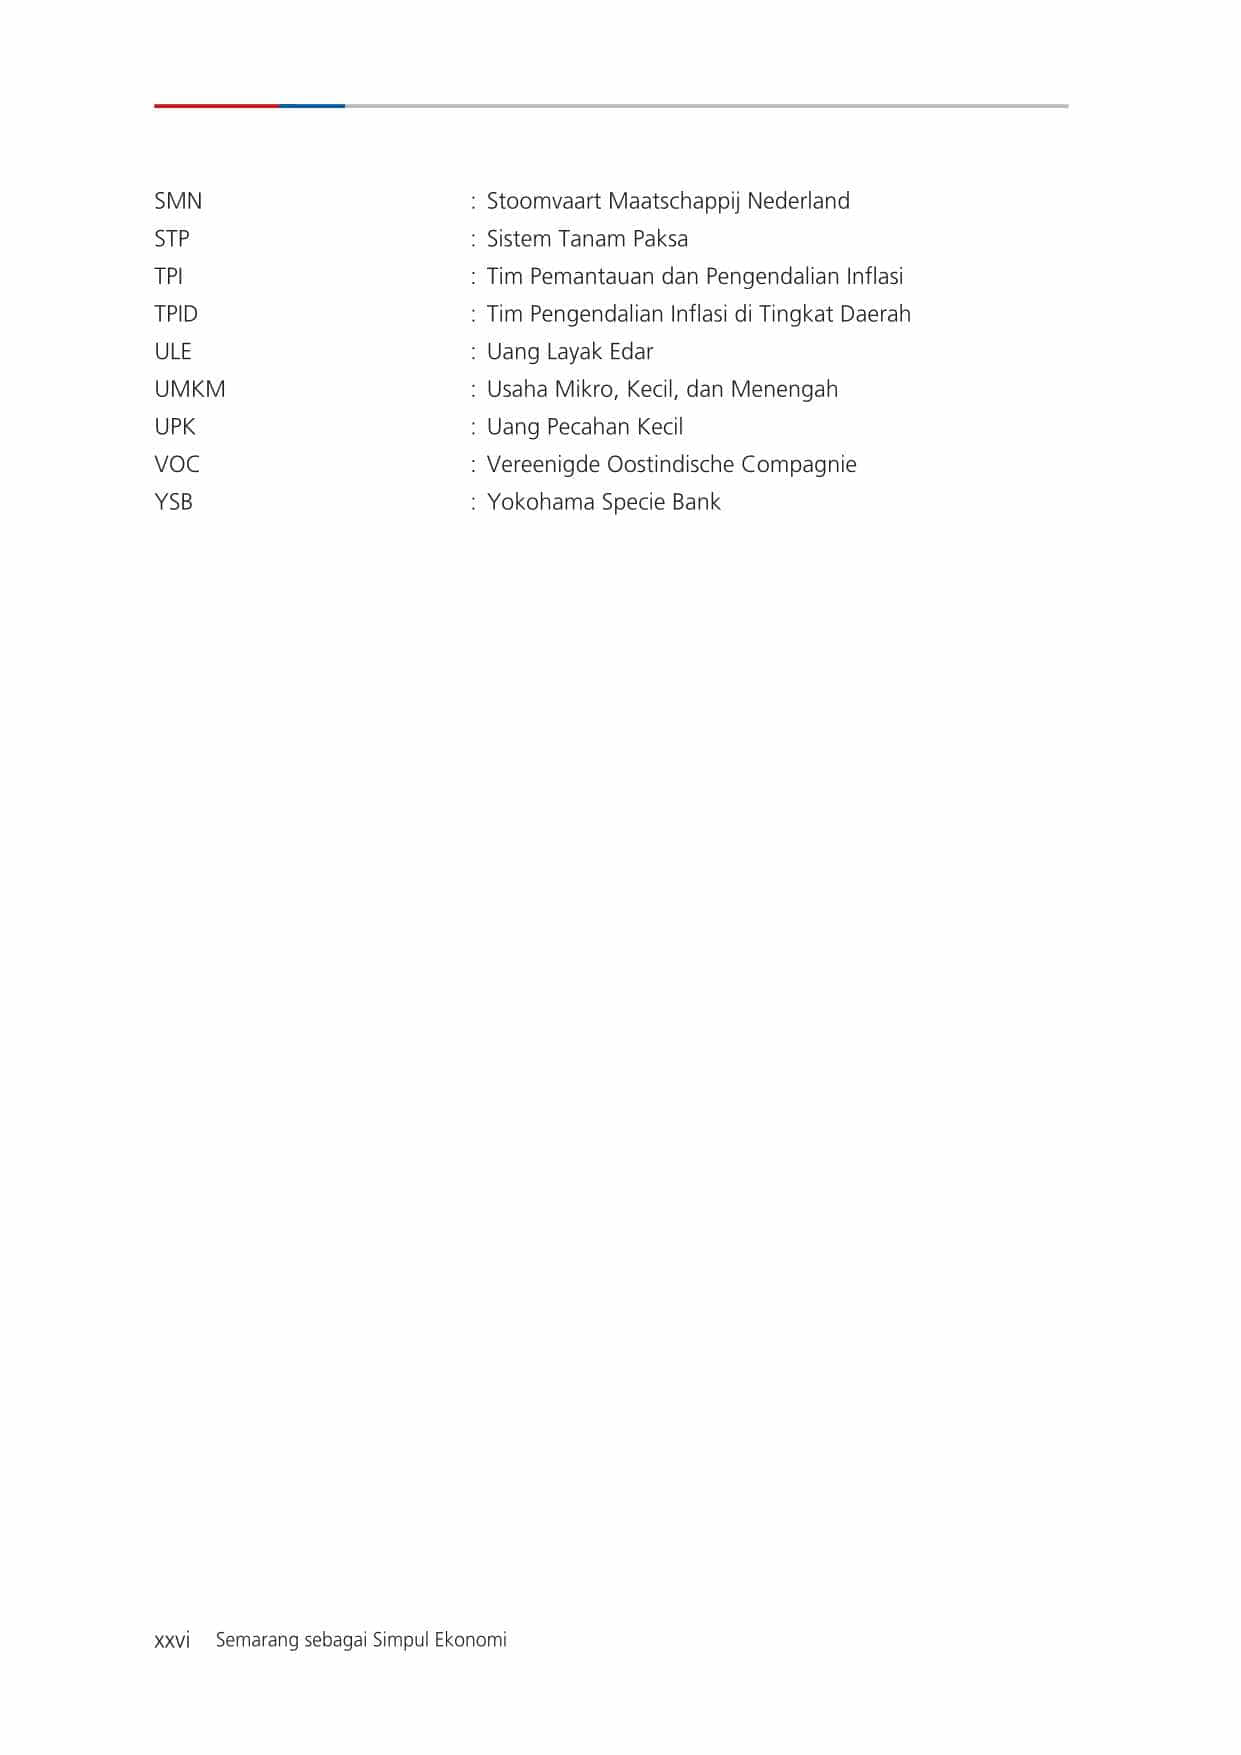 SMN : Stoomvaart Maatschappij Nederland
STP : Sistem Tanam Paksa
TPI : Tim Pemantauan dan Pengendalian Inflasi
TPID : Tim Pengendalian Inflasi di Tingkat Daerah
ULE : Uang Layak Edar
UMKM : Usaha Mikro, Kecil, dan Menengah
UPK : Uang Pecahan Kecil
VOC : Vereenigde Oostindische Compagnie
YSB : Yokohama Specie Bank
xxvi Semarang sebagai Simpul Ekonomi